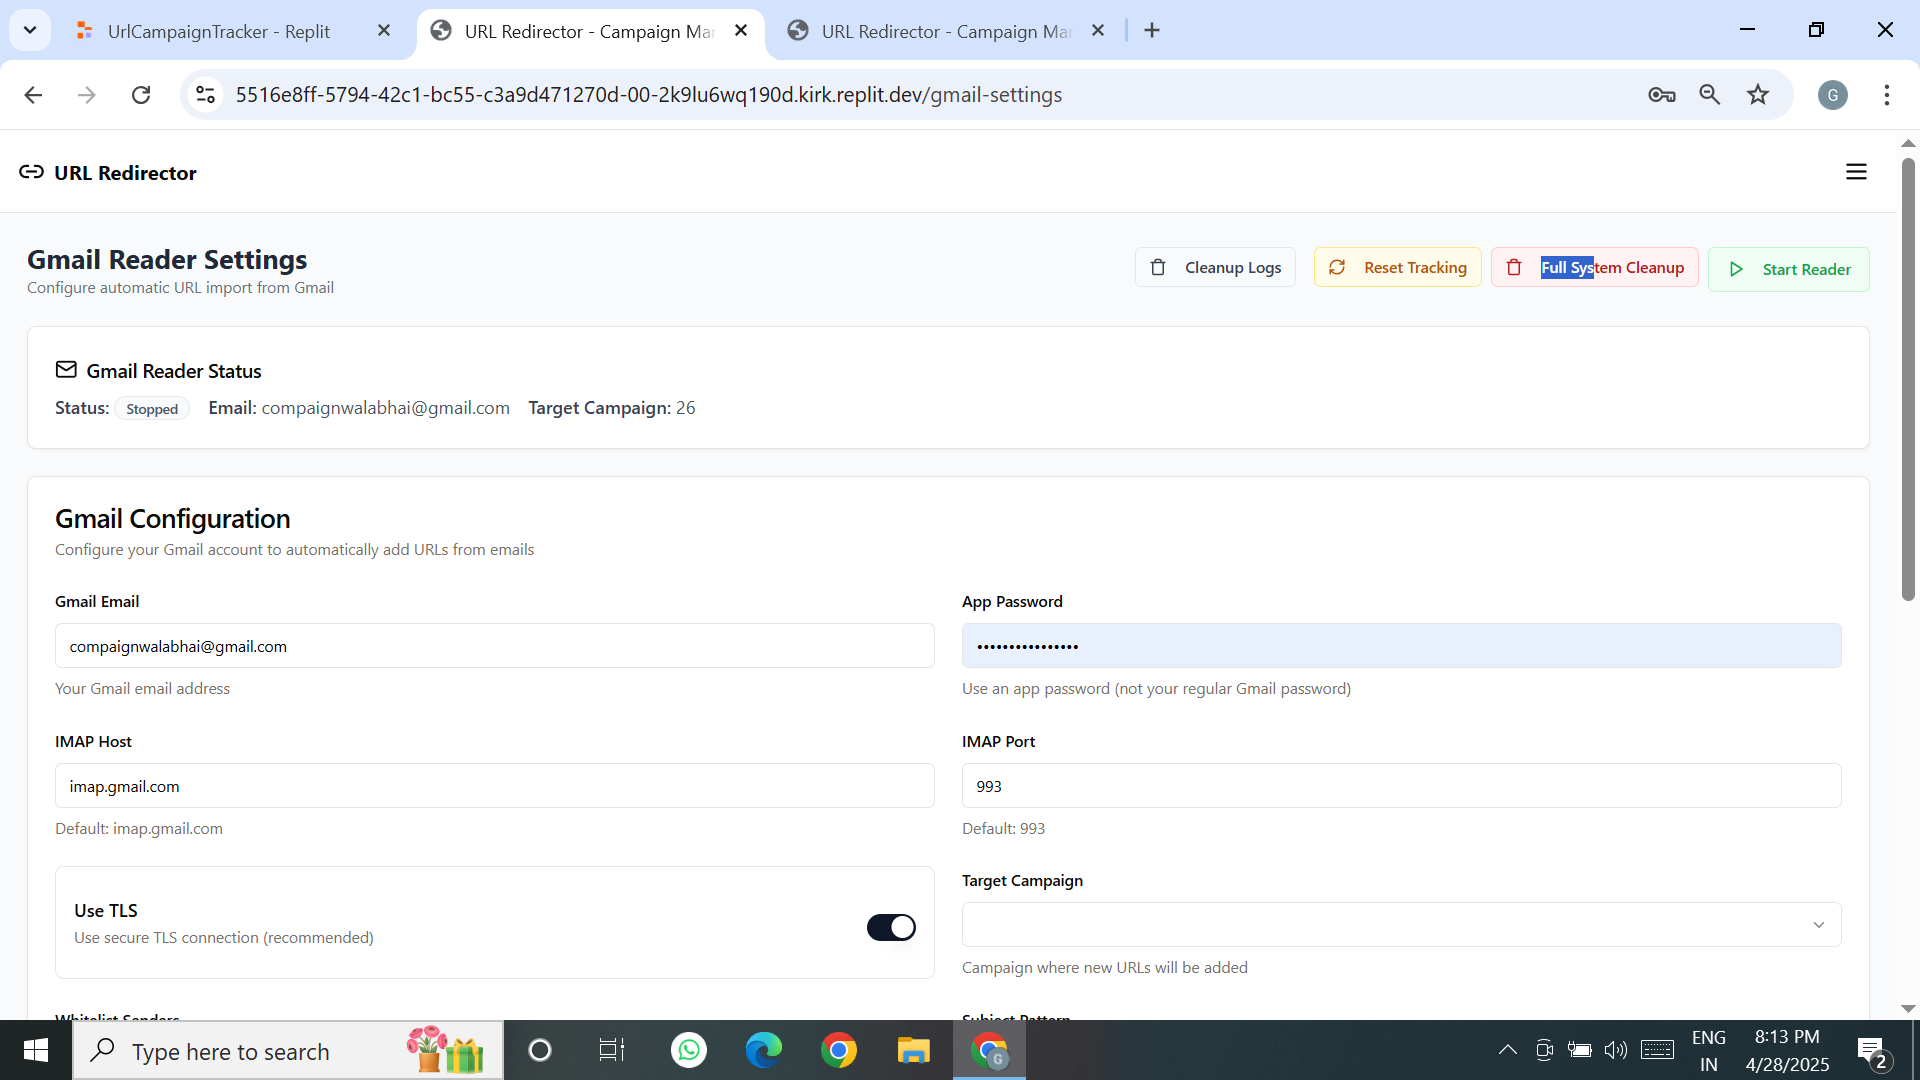 UrlCampaignTracker - Replit
URL Redirector - Campaign Ma
URL Redirector - Campaign Ma
5516e8ff-5794-42c1-bc55-c3a9d471270d-00-2k9lu6wq190d.kirk.replit.dev/gmail-settings
G
URL Redirector
Gmail Reader Settings
Configure automatic URL import from Gmail
Cleanup Logs
Reset Tracking
Full System Cleanup
Start Reader
Gmail Reader Status
Status: Stopped Email: compaignwalabhai@gmail.com Target Campaign: 26
Gmail Configuration
Configure your Gmail account to automatically add URLs from emails
Gmail Email
compaignwalabhai@gmail.com
Your Gmail email address
App Password
••••••••••••••••
Use an app password (not your regular Gmail password)
IMAP Host
imap.gmail.com
Default: imap.gmail.com
IMAP Port
993
Default: 993
Use TLS
Use secure TLS connection (recommended)
Target Campaign
Campaign where new URLs will be added
Whitelist Senders
Subject Pattern
Type here to search
G
ENG
IN
8:13 PM
4/28/2025
2